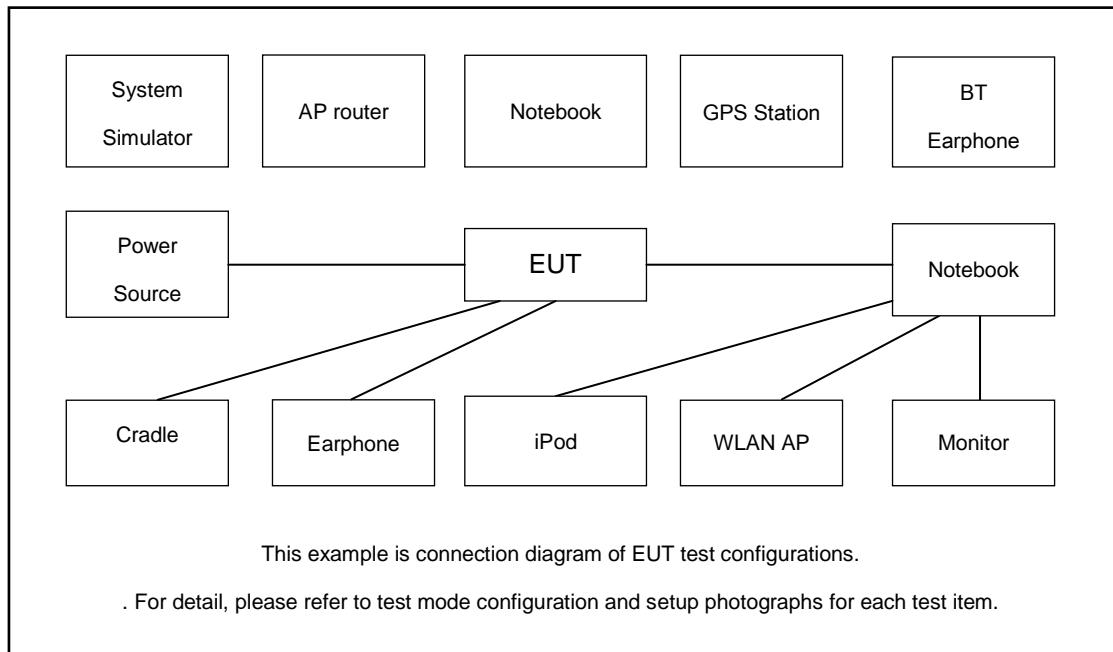 System
Simulator
AP router
Notebook
GPS Station
BT
Earphone
Power
Source
EUT
Notebook
Cradle
Earphone
iPod
WLAN AP
Monitor
This example is connection diagram of EUT test configurations.
. For detail, please refer to test mode configuration and setup photographs for each test item.